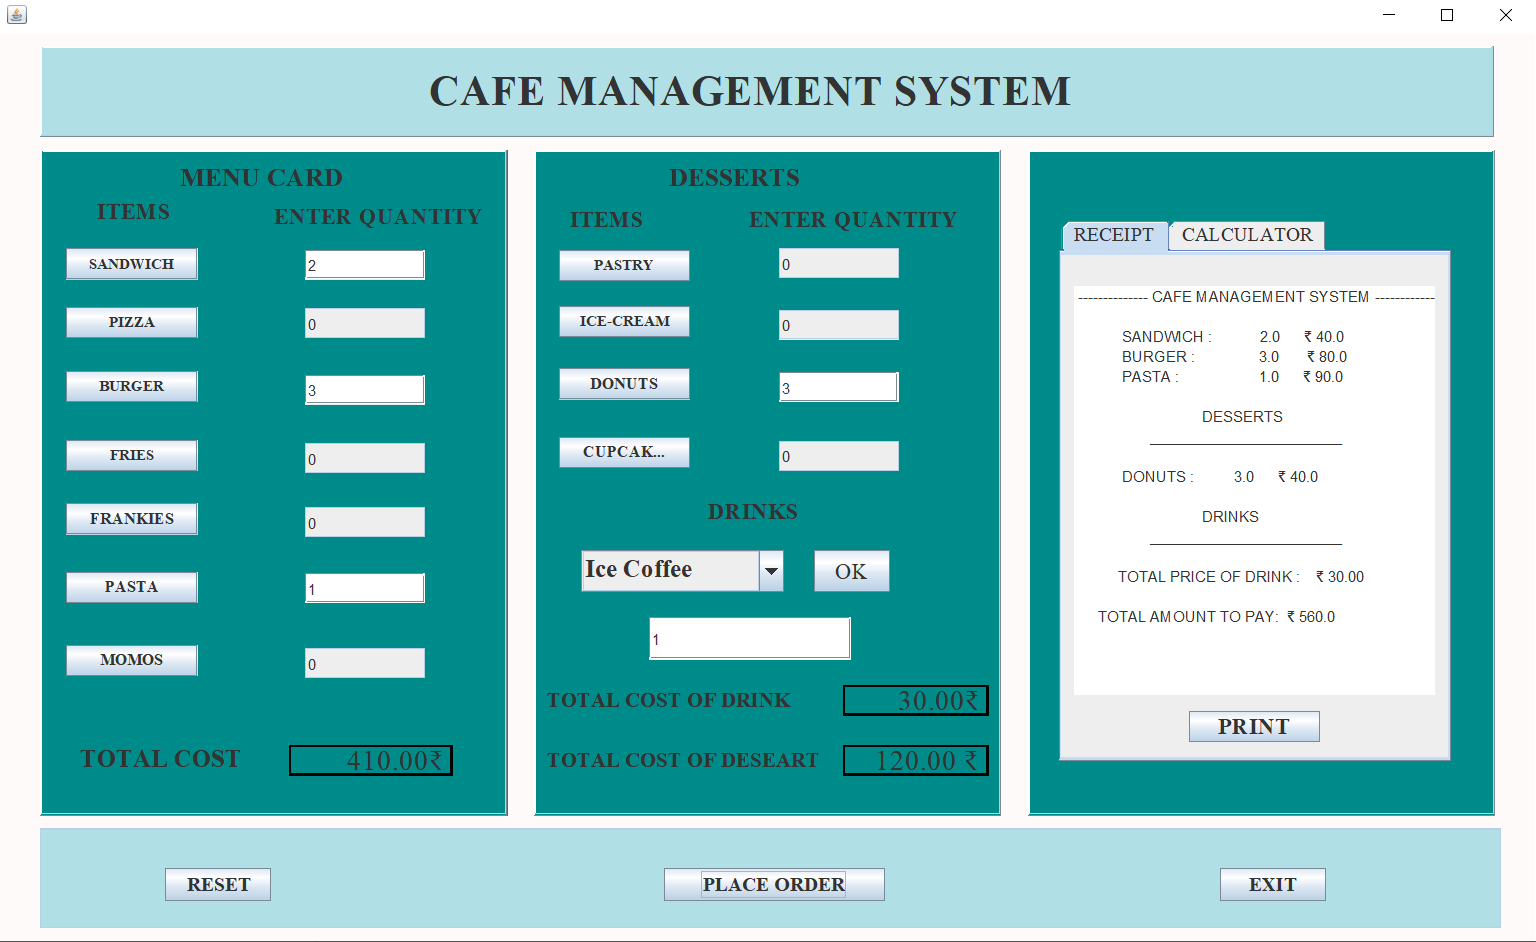 CAFE MANAGEMENT SYSTEM
MENU CARD
ITEMS ENTER QUANTITY
SANDWICH 2
PIZZA 0
BURGER 3
FRIES 0
FRANKIES 0
PASTA 1
MOMOS 0
TOTAL COST 410.00₹
DESSERTS
ITEMS ENTER QUANTITY
PASTRY 0
ICE-CREAM 0
DONUTS 3
CUPCAK... 0
DRINKS
Ice Coffee OK
1
TOTAL COST OF DRINK 30.00₹
TOTAL COST OF DESEART 120.00 ₹
RECEIPT CALCULATOR
-------------- CAFE MANAGEMENT SYSTEM ------------
SANDWICH : 2.0 ₹ 40.0
BURGER : 3.0 ₹ 80.0
PASTA : 1.0 ₹ 90.0
DESSERTS
________________________
DONUTS : 3.0 ₹ 40.0
DRINKS
________________________
TOTAL PRICE OF DRINK : ₹ 30.00
TOTAL AMOUNT TO PAY: ₹ 560.0
PRINT
RESET PLACE ORDER EXIT